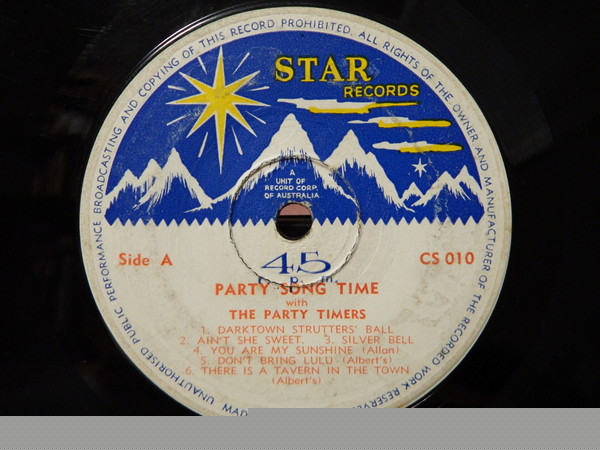 UNAUTHORISED PUBLIC PERFORMANCE BROADCASTING AND COPYING OF THIS RECORD PROHIBITED. ALL RIGHTS OF THE OWNER AND MANUFACTURER OF THE RECORDED WORK RESERVED
STAR
RECORDS
A
UNIT OF
RECORD CORP.
OF AUSTRALIA
Side A
CS 010
45
PARTY SONG TIME
with
THE PARTY TIMERS
1. DARKTOWN STRUTTERS' BALL
2. AIN'T SHE SWEET. 3. SILVER BELL
4. YOU ARE MY SUNSHINE (Allan)
5. DON'T BRING LULU (Albert's)
6. THERE IS A TAVERN IN THE TOWN
(Albert's)